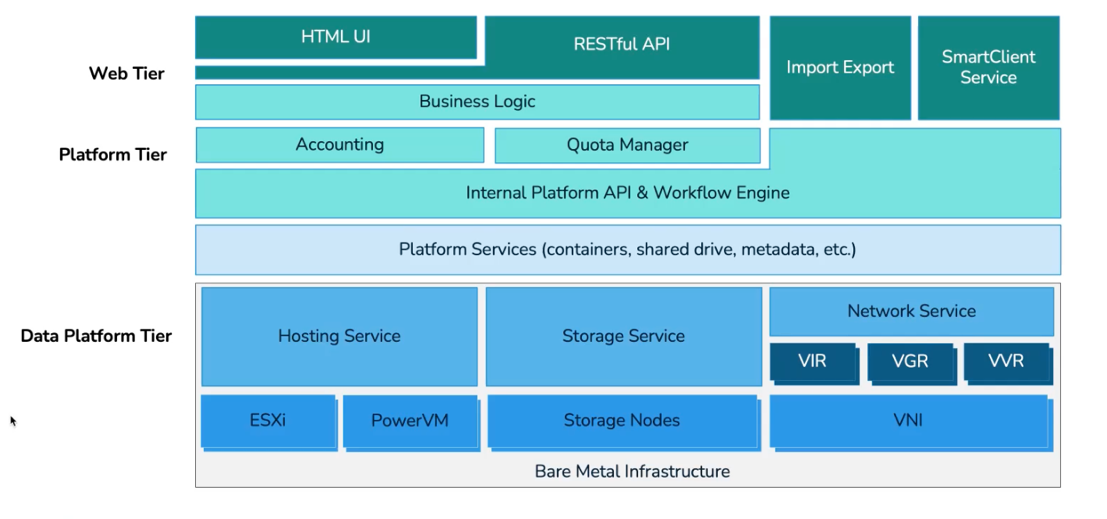 HTML UI
RESTful API
Import Export
SmartClient
Service
Web Tier
Business Logic
Accounting
Quota Manager
Platform Tier
Internal Platform API & Workflow Engine
Platform Services (containers, shared drive, metadata, etc.)
Data Platform Tier
Hosting Service
Storage Service
Network Service
VIR
VGR
VVR
ESXi
PowerVM
Storage Nodes
VNI
Bare Metal Infrastructure